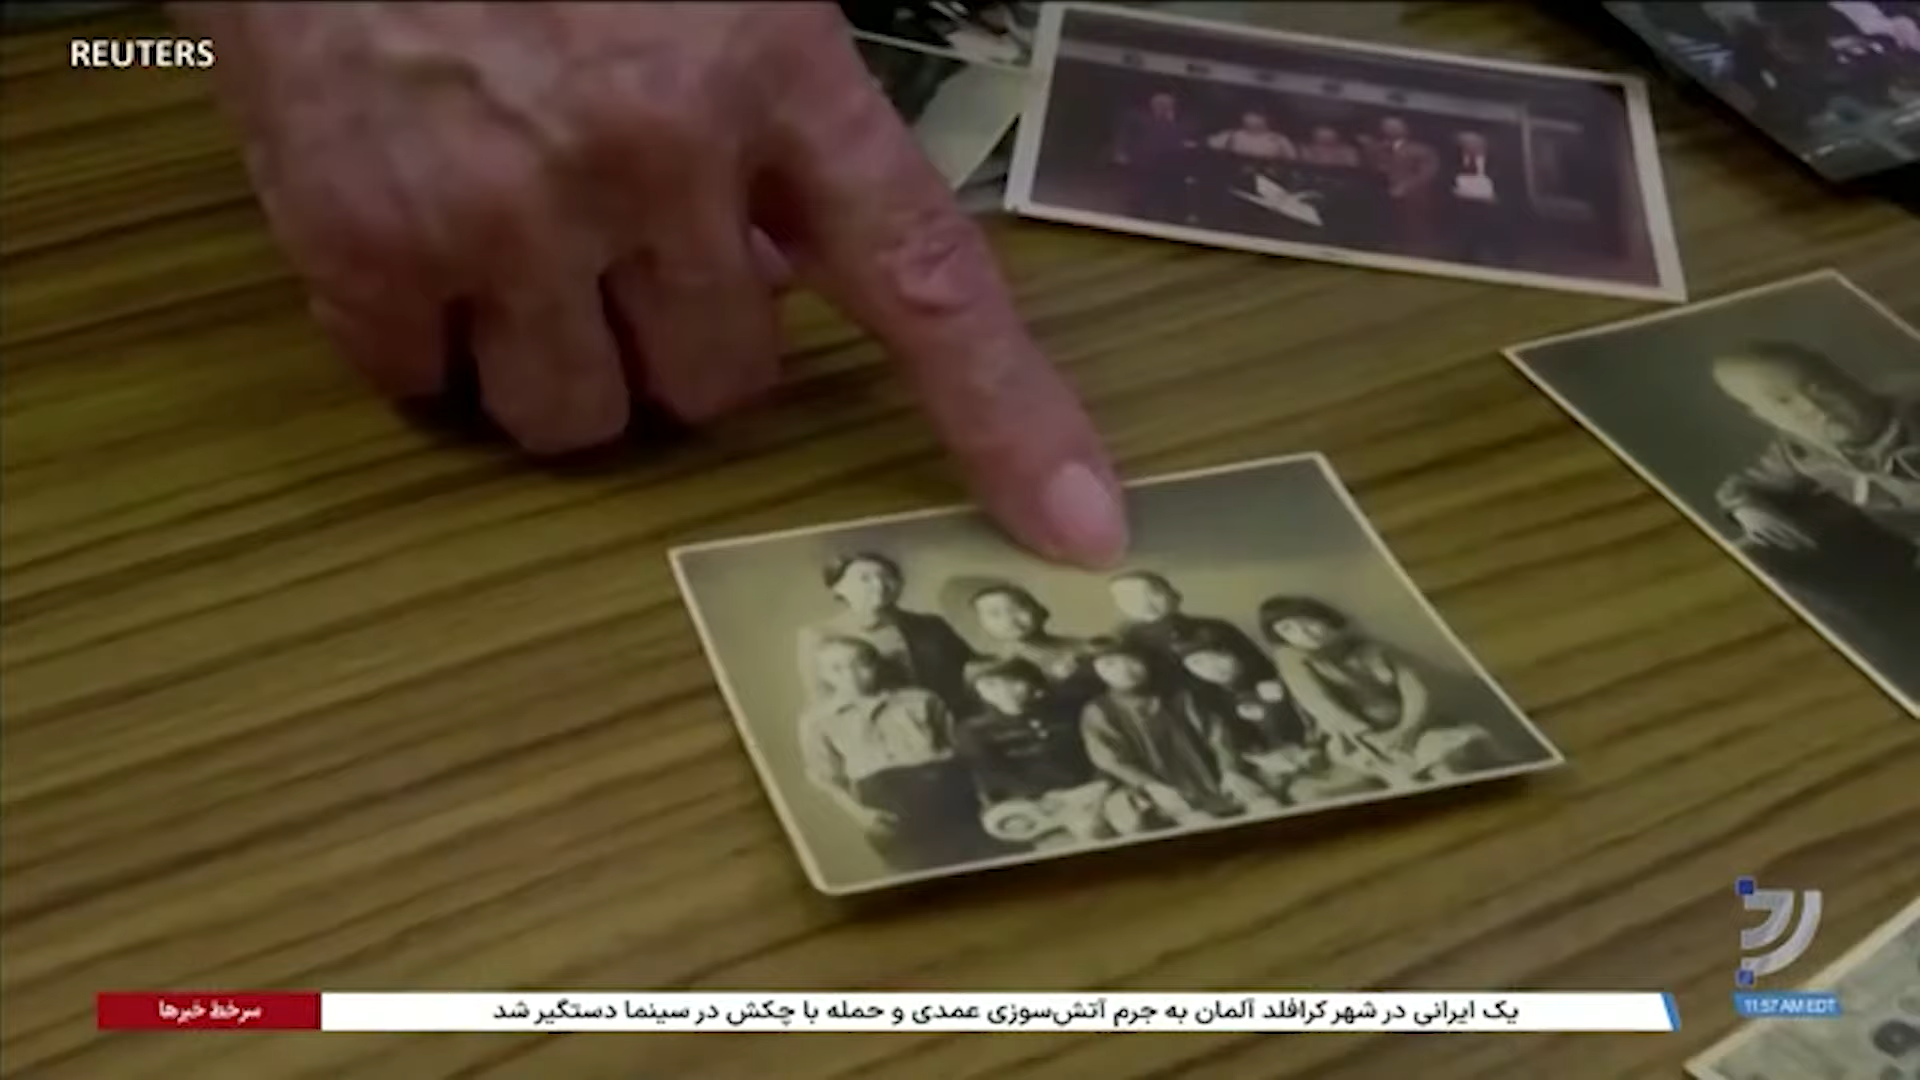 REUTERS
11:57 AM EDT
سرخط خبرها
یک ایرانی در شهر کرافلد آلمان به جرم آتش‌سوزی عمدی و حمله با چکش در سینما دستگیر شد